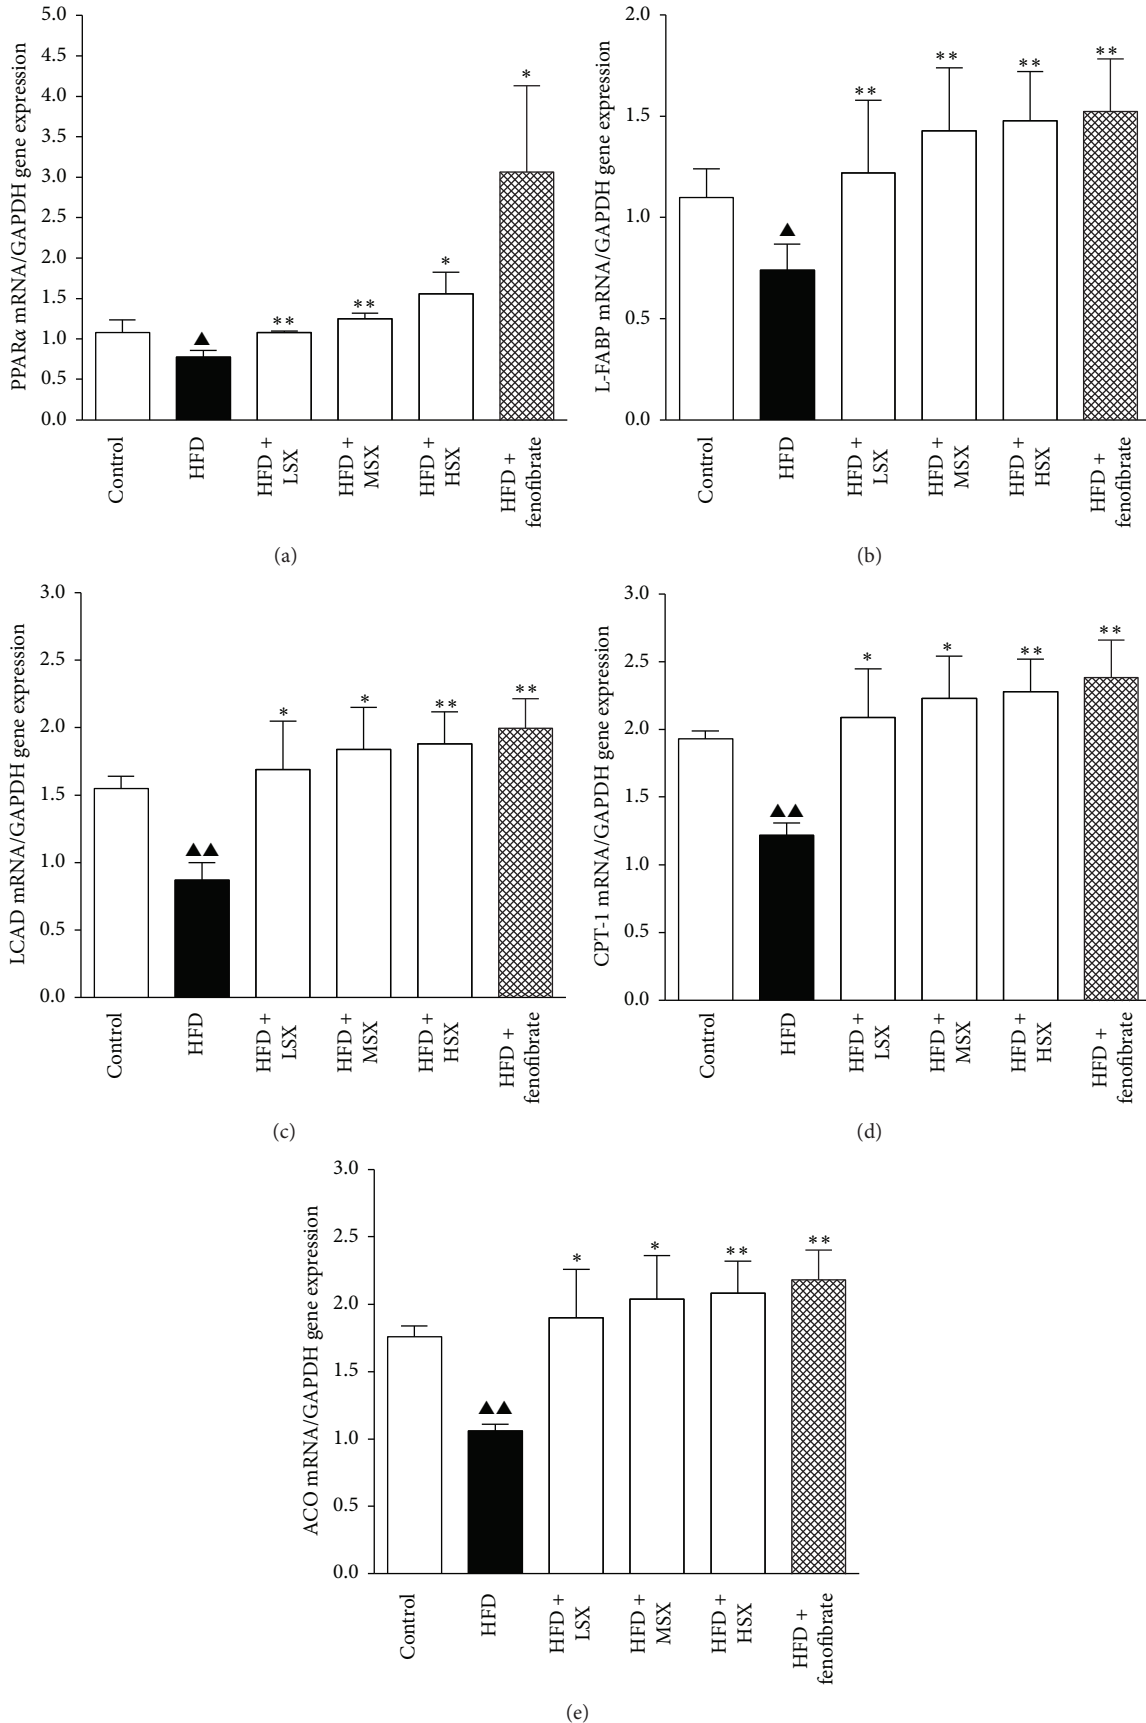 PPARα mRNA/GAPDH gene expression
5.0
4.5
4.0
3.5
3.0
2.5
2.0
1.5
1.0
0.5
0.0
▲
**
**
*
*
Control
HFD
HFD +
LSX
HFD +
MSX
HFD +
HSX
HFD +
fenofibrate
(a)
L-FABP mRNA/GAPDH gene expression
2.0
1.5
1.0
0.5
0.0
▲
**
**
**
**
Control
HFD
HFD +
LSX
HFD +
MSX
HFD +
HSX
HFD +
fenofibrate
(b)
LCAD mRNA/GAPDH gene expression
3.0
2.5
2.0
1.5
1.0
0.5
0.0
▲▲
*
*
**
**
Control
HFD
HFD +
LSX
HFD +
MSX
HFD +
HSX
HFD +
fenofibrate
(c)
CPT-1 mRNA/GAPDH gene expression
3.0
2.5
2.0
1.5
1.0
0.5
0.0
▲▲
*
*
**
**
Control
HFD
HFD +
LSX
HFD +
MSX
HFD +
HSX
HFD +
fenofibrate
(d)
ACO mRNA/GAPDH gene expression
3.0
2.5
2.0
1.5
1.0
0.5
0.0
▲▲
*
*
**
**
Control
HFD
HFD +
LSX
HFD +
MSX
HFD +
HSX
HFD +
fenofibrate
(e)